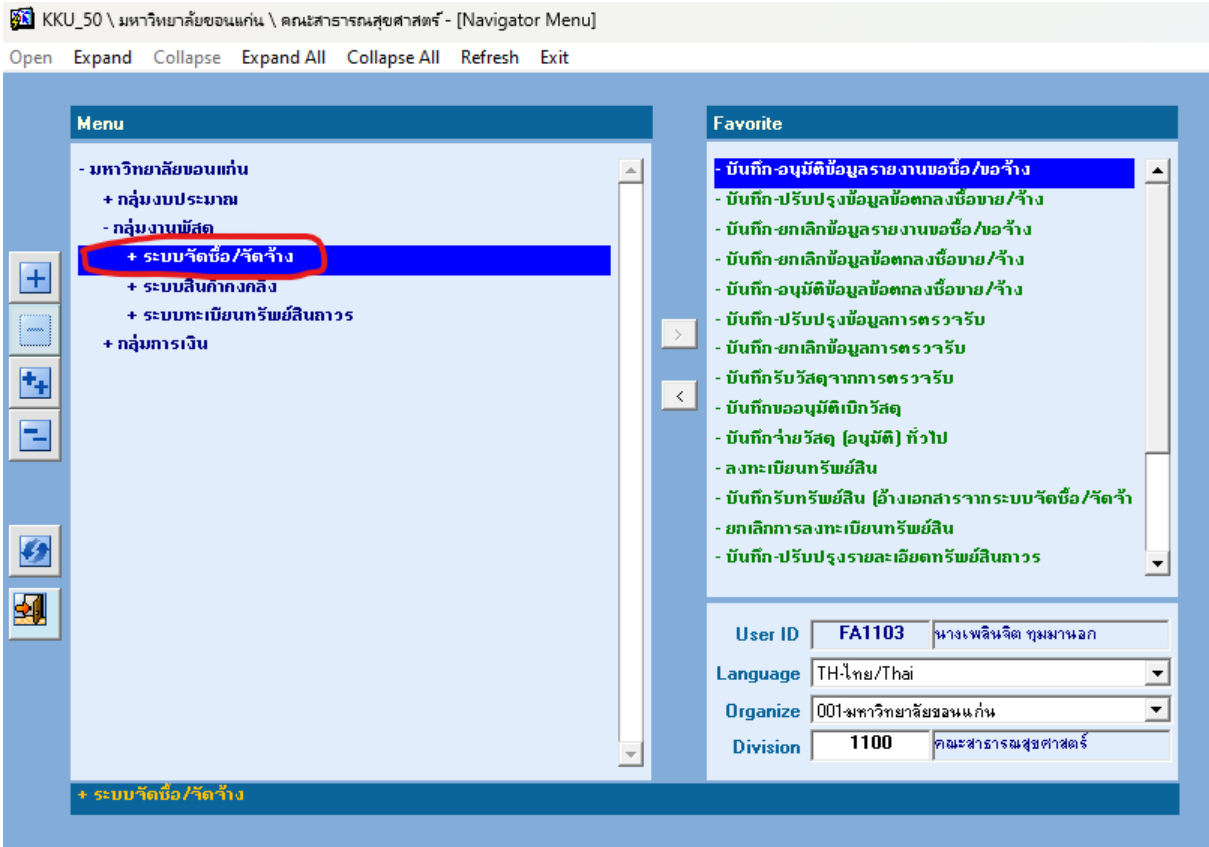 KKU_50 \ มหาวิทยาลัยขอนแก่น \ คณะสาธารณสุขศาสตร์ - [Navigator Menu]
Open Expand Collapse Expand All Collapse All Refresh Exit
Menu
- มหาวิทยาลัยขอนแก่น
+ กลุ่มงบประมาณ
- กลุ่มงานพัสดุ
+ ระบบจัดซื้อ/จัดจ้าง
+ ระบบสินค้าคงคลัง
+ ระบบทะเบียนทรัพย์สินถาวร
+ กลุ่มการเงิน
Favorite
- บันทึก-อนุมัติข้อมูลรายงานขอซื้อ/ขอจ้าง
- บันทึก-ปรับปรุงข้อมูลข้อตกลงซื้อขาย/จ้าง
- บันทึก-ยกเลิกข้อมูลรายงานขอซื้อ/ขอจ้าง
- บันทึก-ยกเลิกข้อมูลข้อตกลงซื้อขาย/จ้าง
- บันทึก-อนุมัติข้อมูลข้อตกลงซื้อขาย/จ้าง
- บันทึก-ปรับปรุงข้อมูลการตรวจรับ
- บันทึก-ยกเลิกข้อมูลการตรวจรับ
- บันทึกรับวัสดุจากการตรวจรับ
- บันทึกขออนุมัติเบิกวัสดุ
- บันทึกจ่ายวัสดุ (อนุมัติ) ทั่วไป
- ลงทะเบียนทรัพย์สิน
- บันทึกรับทรัพย์สิน (อ้างเอกสารจากระบบจัดซื้อ/จัดจ้า
- ยกเลิกการลงทะเบียนทรัพย์สิน
- บันทึก-ปรับปรุงรายละเอียดทรัพย์สินถาวร
User ID FA1103 นางเพลินจิต ทุมมานอก
Language TH-ไทย/Thai
Organize 001-มหาวิทยาลัยขอนแก่น
Division 1100 คณะสาธารณสุขศาสตร์
+ ระบบจัดซื้อ/จัดจ้าง